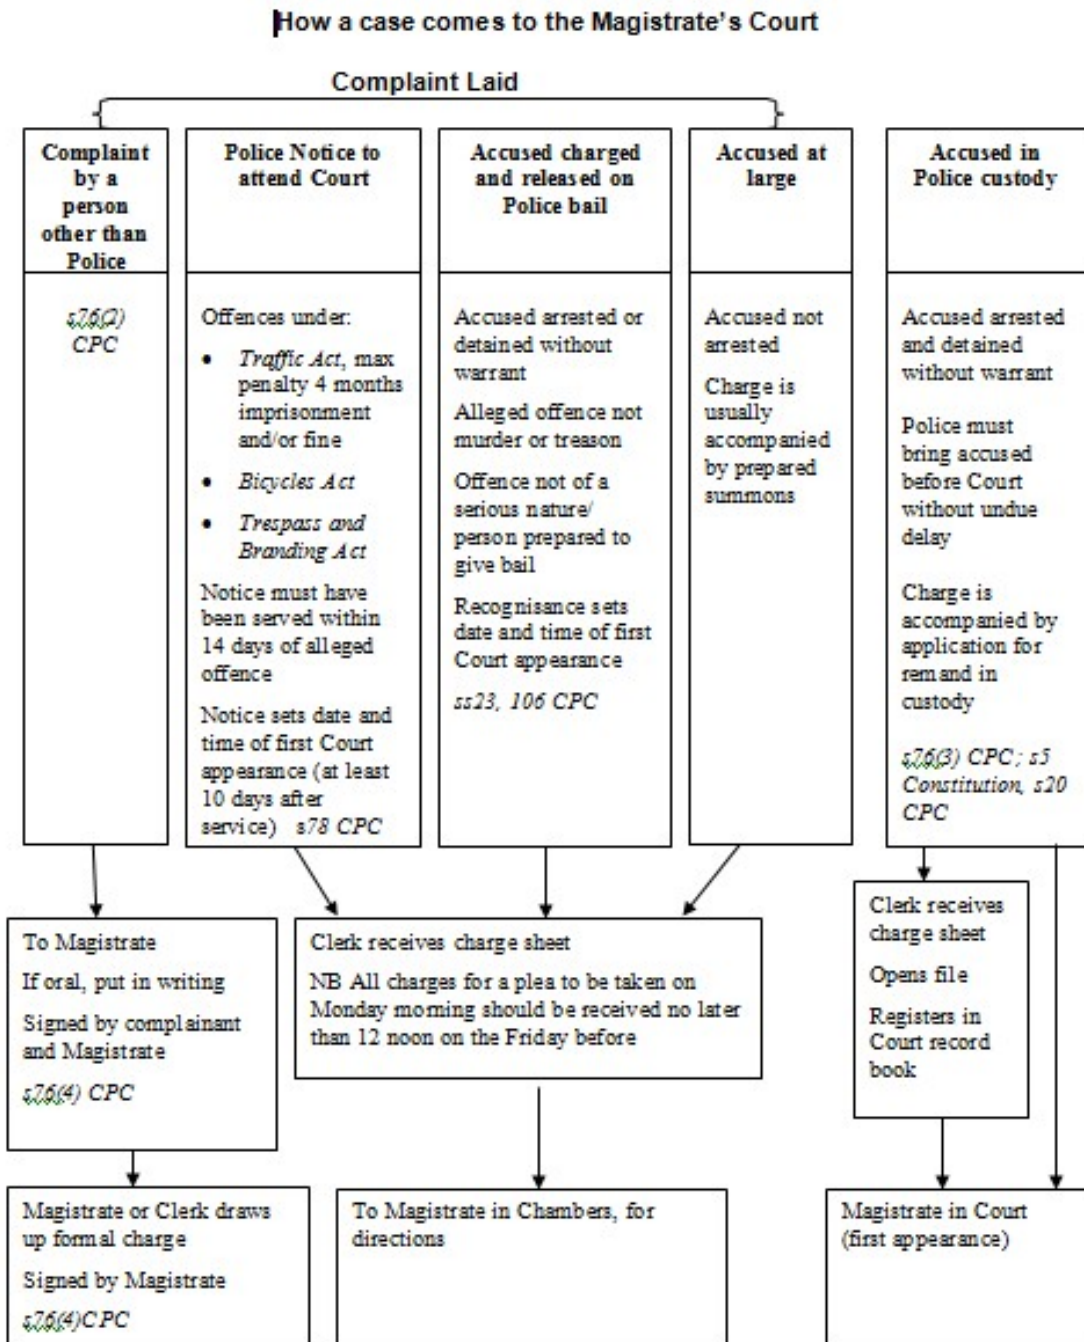 How a case comes to the Magistrate's Court
Complaint Laid
Complaint
by a
person
other than
Police
s76(2)
CPC
Police Notice to
attend Court
Offences under:
• Traffic Act, max
penalty 4 months
imprisonment
and/or fine
• Bicycles Act
• Trespass and
Branding Act
Notice must have
been served within
14 days of alleged
offence
Notice sets date and
time of first Court
appearance (at least
10 days after
service) s78 CPC
Accused charged
and released on
Police bail
Accused arrested or
detained without
warrant
Alleged offence not
murder or treason
Offence not of a
serious nature/
person prepared to
give bail
Recognisance sets
date and time of first
Court appearance
ss23, 106 CPC
Accused at
large
Accused not
arrested
Charge is
usually
accompanied
by prepared
summons
Accused in
Police custody
Accused arrested
and detained
without warrant
Police must
bring accused
before Court
without undue
delay
Charge is
accompanied by
application for
remand in
custody
s76(3) CPC; s5
Constitution, s20
CPC
To Magistrate
If oral, put in writing
Signed by complainant
and Magistrate
s76(4) CPC
Clerk receives charge sheet
NB All charges for a plea to be taken on
Monday morning should be received no later
than 12 noon on the Friday before
Clerk receives
charge sheet
Opens file
Registers in
Court record
book
Magistrate or Clerk draws
up formal charge
Signed by Magistrate
s76(4)CPC
To Magistrate in Chambers, for
directions
Magistrate in Court
(first appearance)